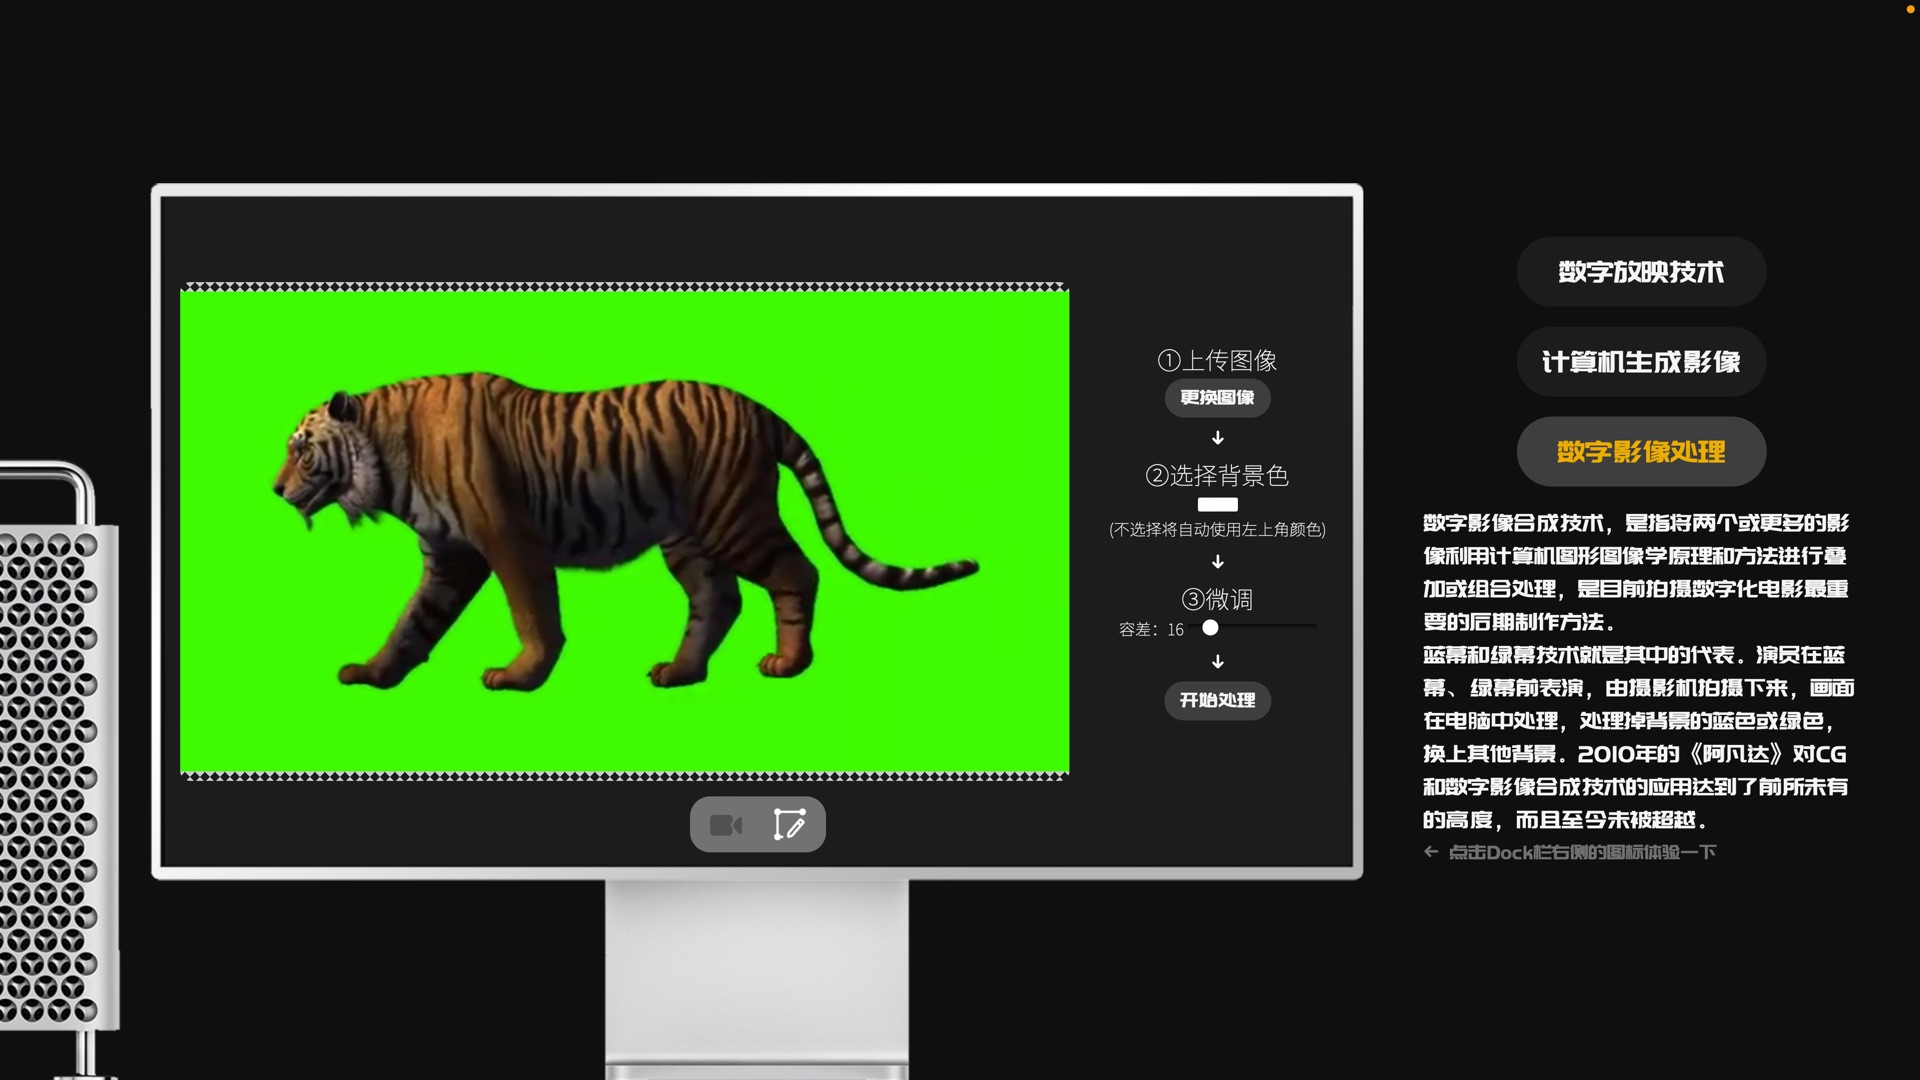 ①上传图像
更换图像
②选择背景色
(不选择将自动使用左上角颜色)
③微调
容差：16
开始处理
数字放映技术
计算机生成影像
数字影像处理
数字影像合成技术，是指将两个或更多的影
像利用计算机图形图像学原理和方法进行叠
加或组合处理，是目前拍摄数字化电影最重
要的后期制作方法。
蓝幕和绿幕技术就是其中的代表。演员在蓝
幕、绿幕前表演，由摄影机拍摄下来，画面
在电脑中处理，处理掉背景的蓝色或绿色，
换上其他背景。2010年的《阿凡达》对CG
和数字影像合成技术的应用达到了前所未有
的高度，而且至今未被超越。
← 点击Dock栏右侧的图标体验一下